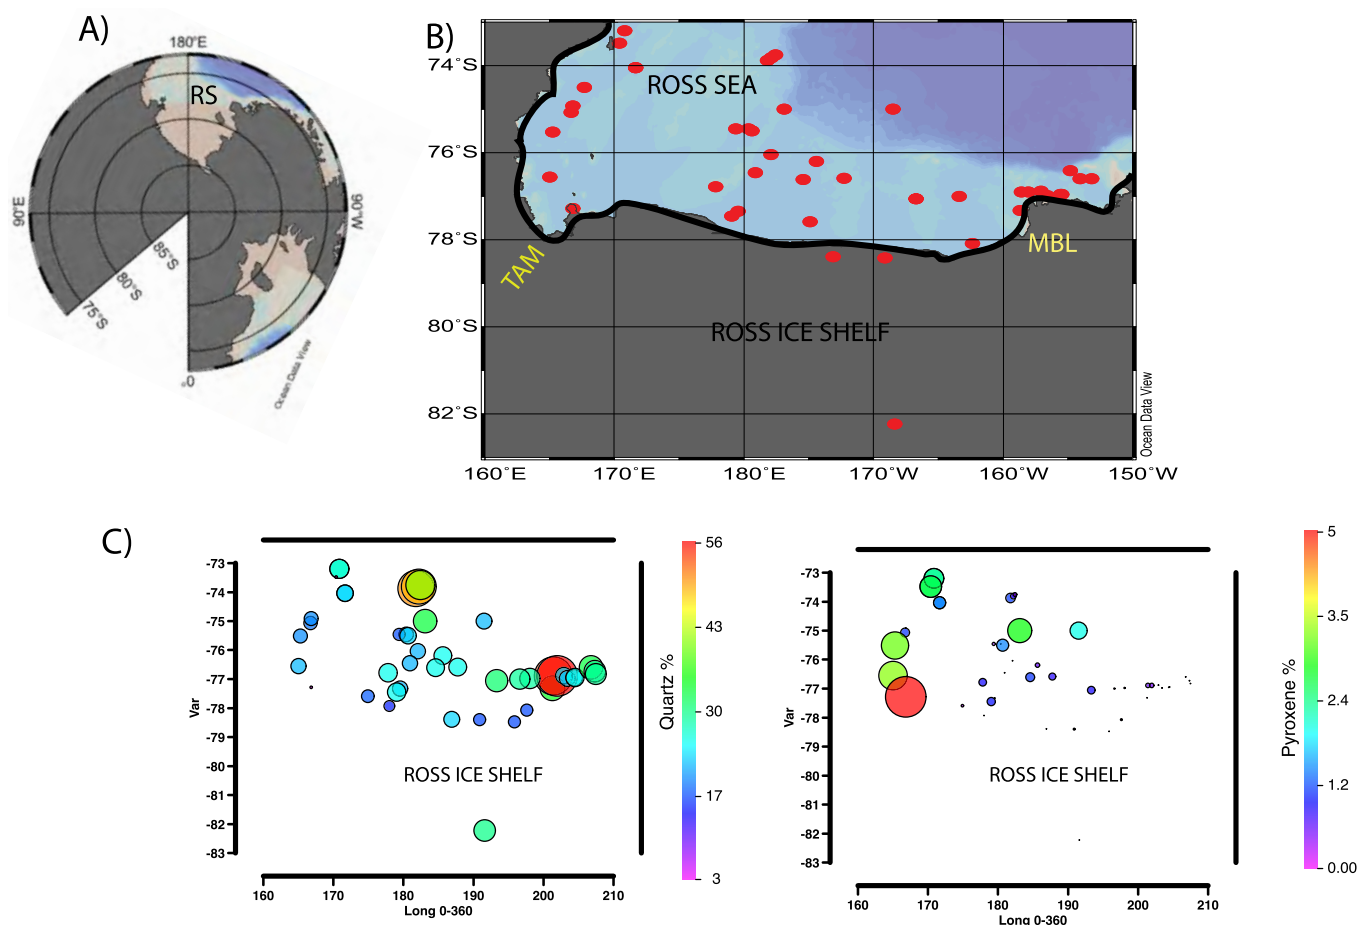 A)
180°E
RS
90°E
90°W
85°S
80°S
75°S
0°
Ocean Data View
B)
74°S
76°S
78°S
80°S
82°S
ROSS SEA
TAM
MBL
ROSS ICE SHELF
Ocean Data View
160°E 170°E 180°E 170°W 160°W 150°W
C)
-73
-74
-75
-76
-77
-78
-79
-80
-81
-82
-83
Var
ROSS ICE SHELF
160 170 180 190 200 210
Long 0-360
56
43
30
17
3
Quartz %
-73
-74
-75
-76
-77
-78
-79
-80
-81
-82
-83
Var
ROSS ICE SHELF
160 170 180 190 200 210
Long 0-360
5
3.5
2.4
1.2
0.00
Pyroxene %